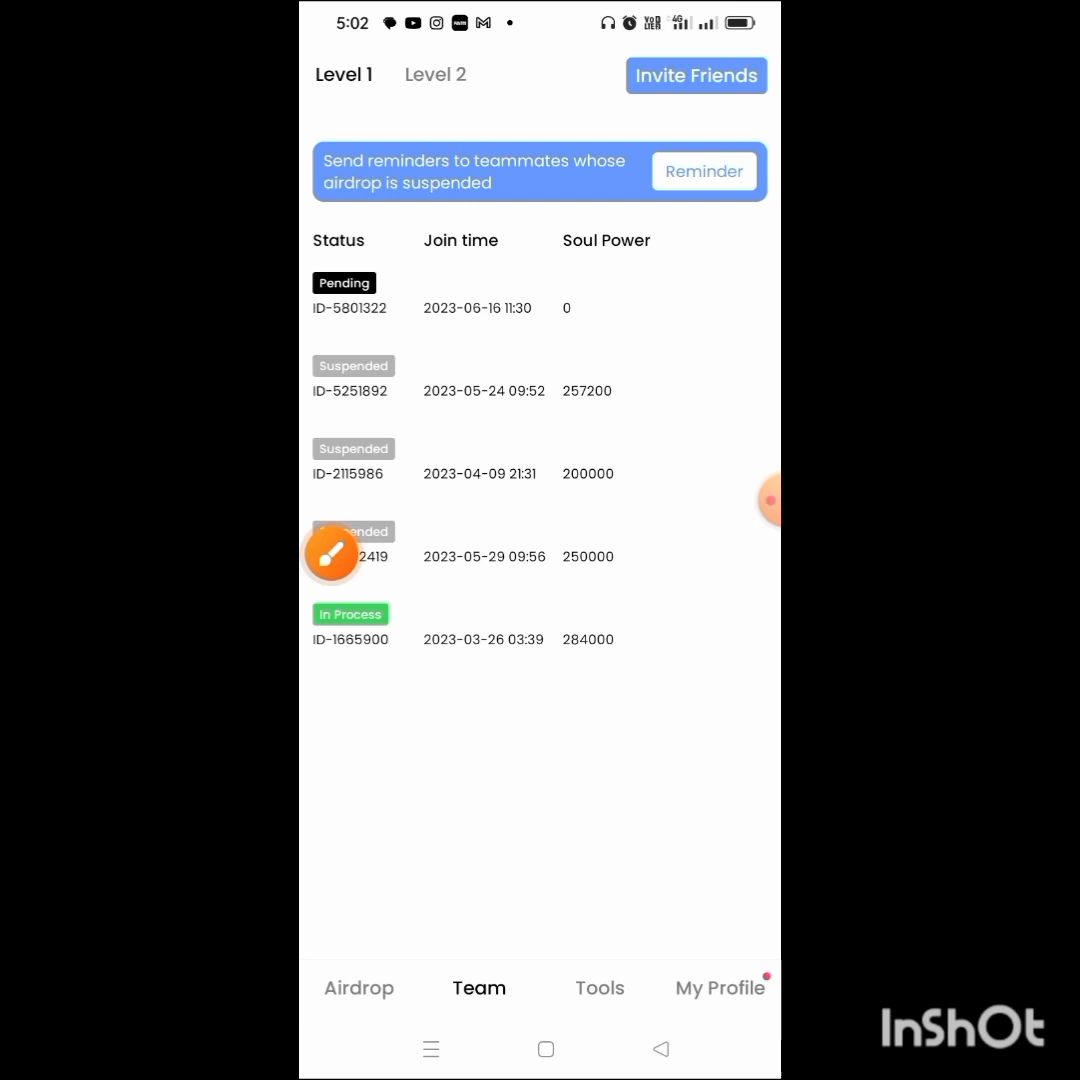 5:02
Level 1 Level 2 Invite Friends
Send reminders to teammates whose
airdrop is suspended
Reminder
Status Join time Soul Power
Pending
ID-5801322 2023-06-16 11:30 0
Suspended
ID-5251892 2023-05-24 09:52 257200
Suspended
ID-2115986 2023-04-09 21:31 200000
2023-05-29 09:56 250000
In Process
ID-1665900 2023-03-26 03:39 284000
Airdrop Team Tools My Profile
InShOt